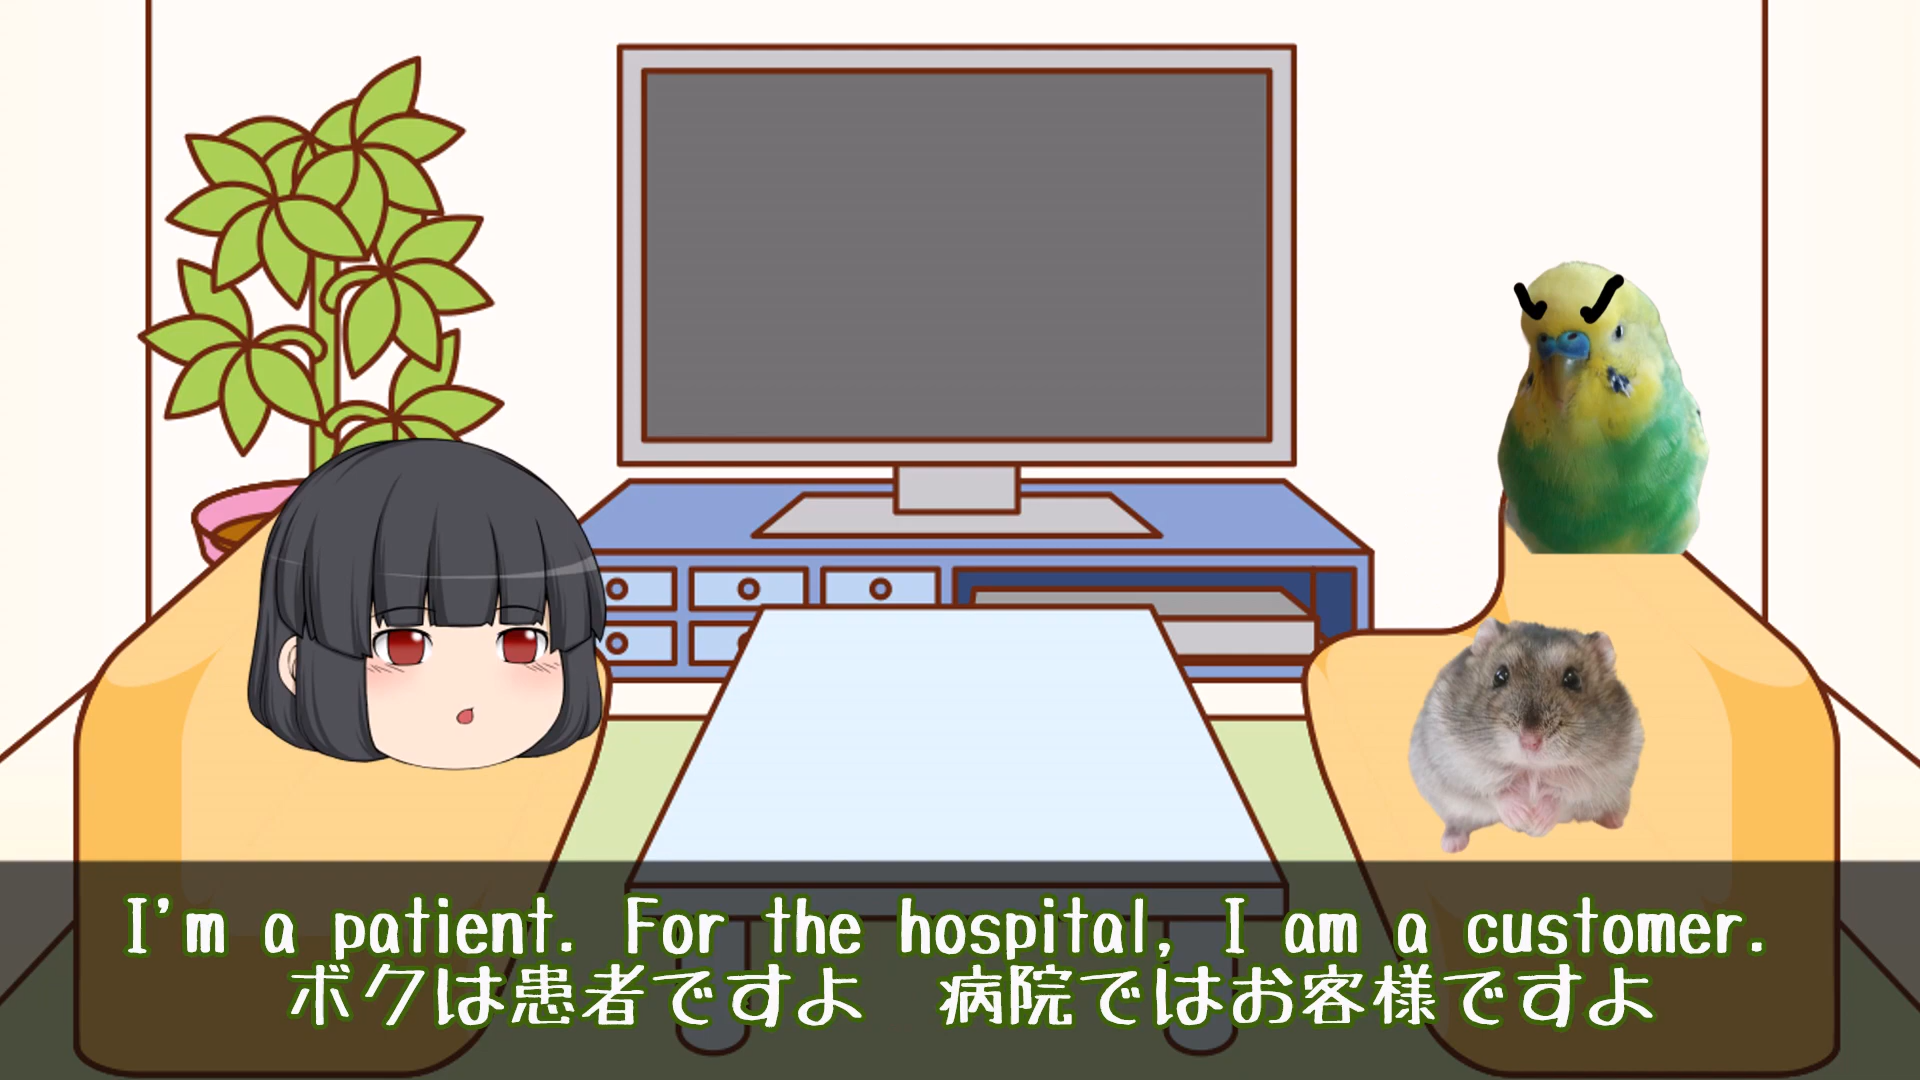 I'm a patient. For the hospital, I am a customer.
ボクは患者ですよ　病院ではお客様ですよ